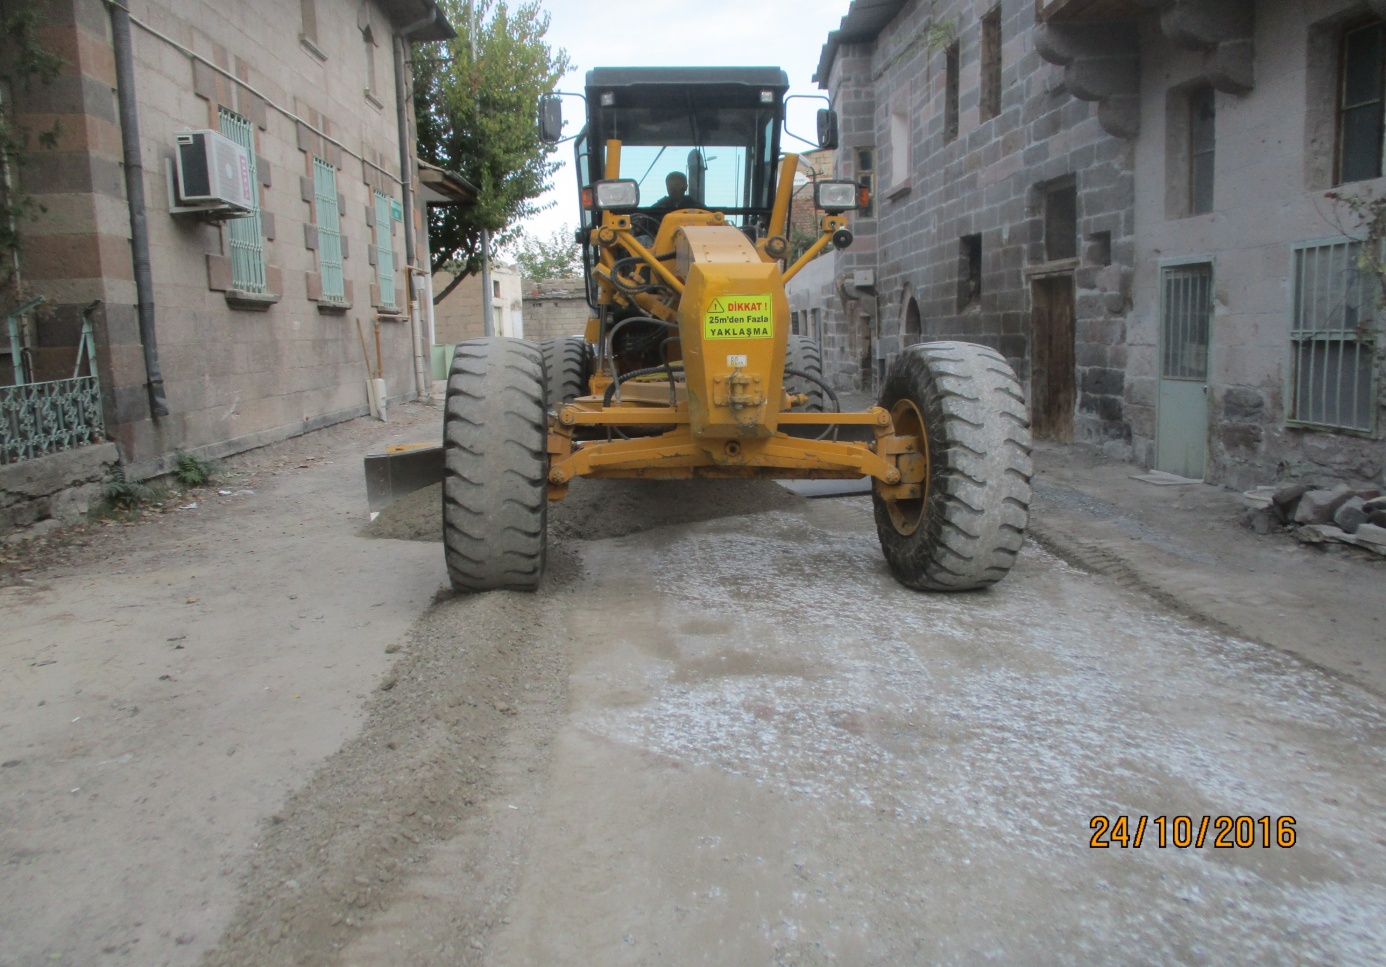 DİKKAT !
25m'den Fazla
YAKLAŞMA
24/10/2016